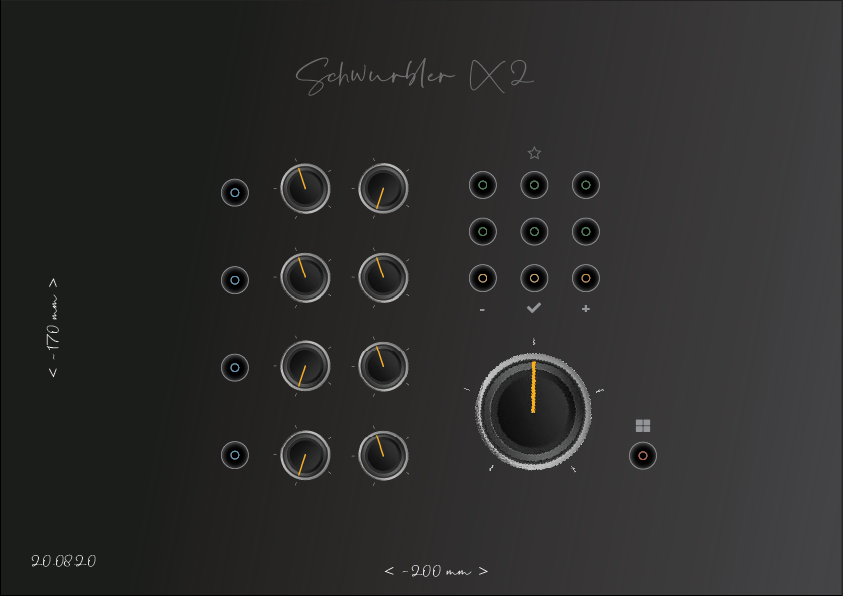 Schwurbler IX2
- +
< ~170 mm >
20.08.20
< ~200 mm >